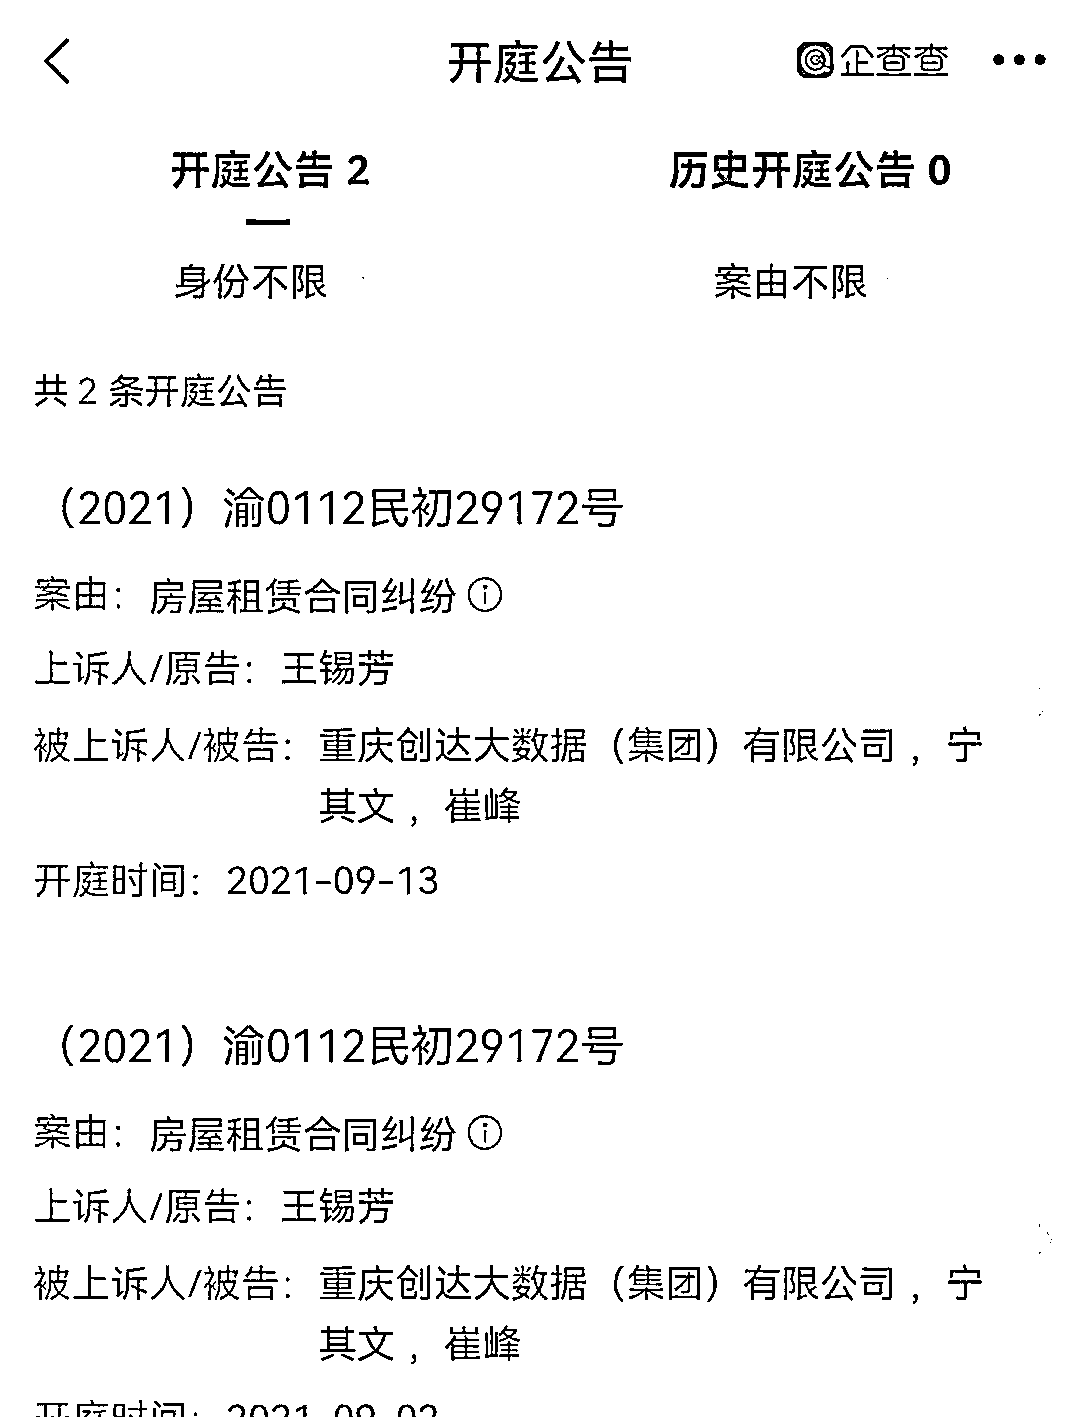 开庭公告 企查查
开庭公告 2 历史开庭公告 0
身份不限 案由不限
共 2 条开庭公告
（2021）渝0112民初29172号
案由：房屋租赁合同纠纷
上诉人/原告：王锡芳
被上诉人/被告：重庆创达大数据（集团）有限公司，宁
其文，崔峰
开庭时间：2021-09-13
（2021）渝0112民初29172号
案由：房屋租赁合同纠纷
上诉人/原告：王锡芳
被上诉人/被告：重庆创达大数据（集团）有限公司，宁
其文，崔峰
开庭时间：2021-09-02